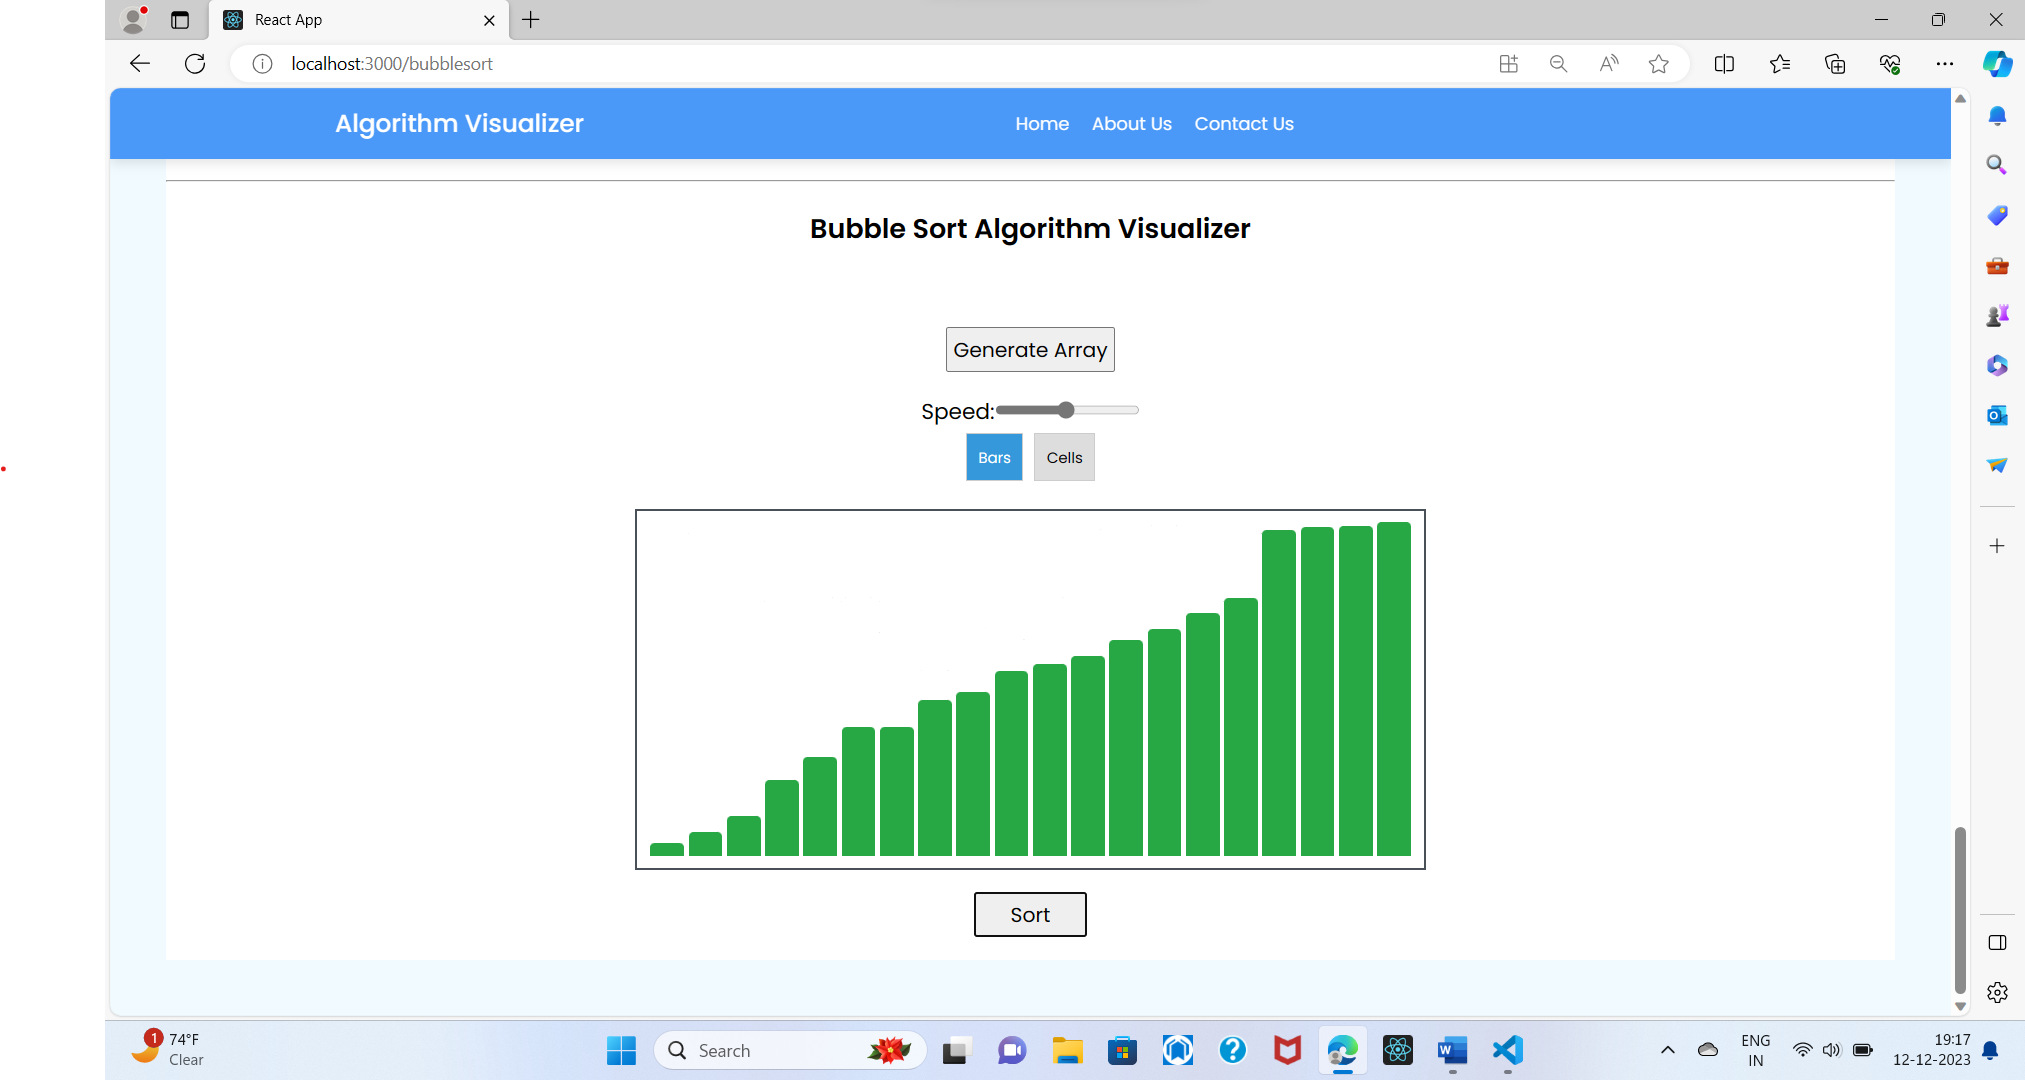 React App
localhost:3000/bubblesort
Algorithm Visualizer
Home About Us Contact Us
Bubble Sort Algorithm Visualizer
Generate Array
Speed:
Bars Cells
Sort
1 74°F
Clear
Search
ENG
IN
19:17
12-12-2023